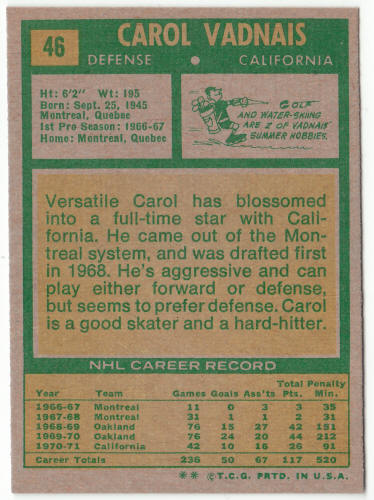 46
CAROL VADNAIS
DEFENSE • CALIFORNIA
Ht: 6'2" Wt: 195
Born: Sept. 25, 1945
Montreal, Quebec
1st Pro Season: 1966-67
Home: Montreal, Quebec
GOLF
AND WATER-SKIING
ARE 2 OF VADNAIS
SUMMER HOBBIES.
Versatile Carol has blossomed
into a full-time star with Cali-
fornia. He came out of the Mon-
treal system, and was drafted first
in 1968. He's aggressive and can
play either forward or defense,
but seems to prefer defense. Carol
is a good skater and a hard-hitter.
NHL CAREER RECORD
Total Penalty
Year Team Games Goals Ass'ts Pts. Min.
1966-67 Montreal 11 0 3 3 35
1967-68 Montreal 31 1 1 2 31
1968-69 Oakland 76 15 27 42 151
1969-70 Oakland 76 24 20 44 212
1970-71 California 42 10 16 26 91
Career Totals 236 50 67 117 520
** ©T.C.G. PRTD. IN U.S.A.